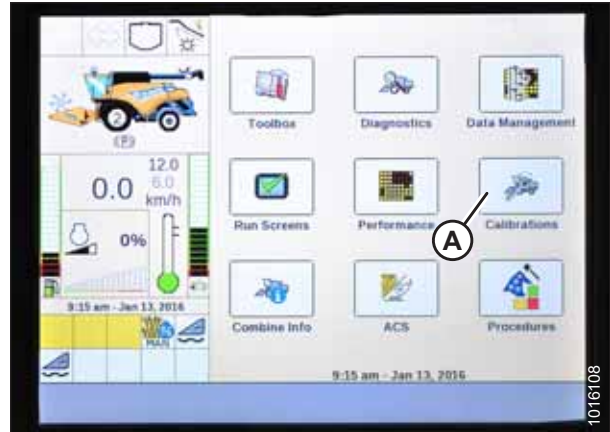 2
(P)
12.0
6.0
0.0 km/h
0%
9:15 am - Jan 13, 2016
MAN
Toolbox
Diagnostics
Data Management
Run Screens
Performance
Calibrations
A
Combine Info
ACS
Procedures
9:15 am - Jan 13, 2016
1016108